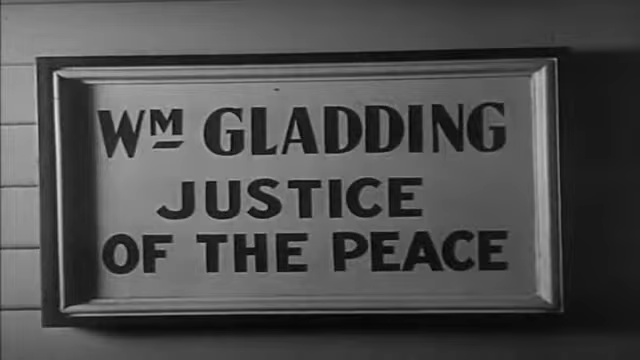 Wᴹ GLADDING
JUSTICE
OF THE PEACE